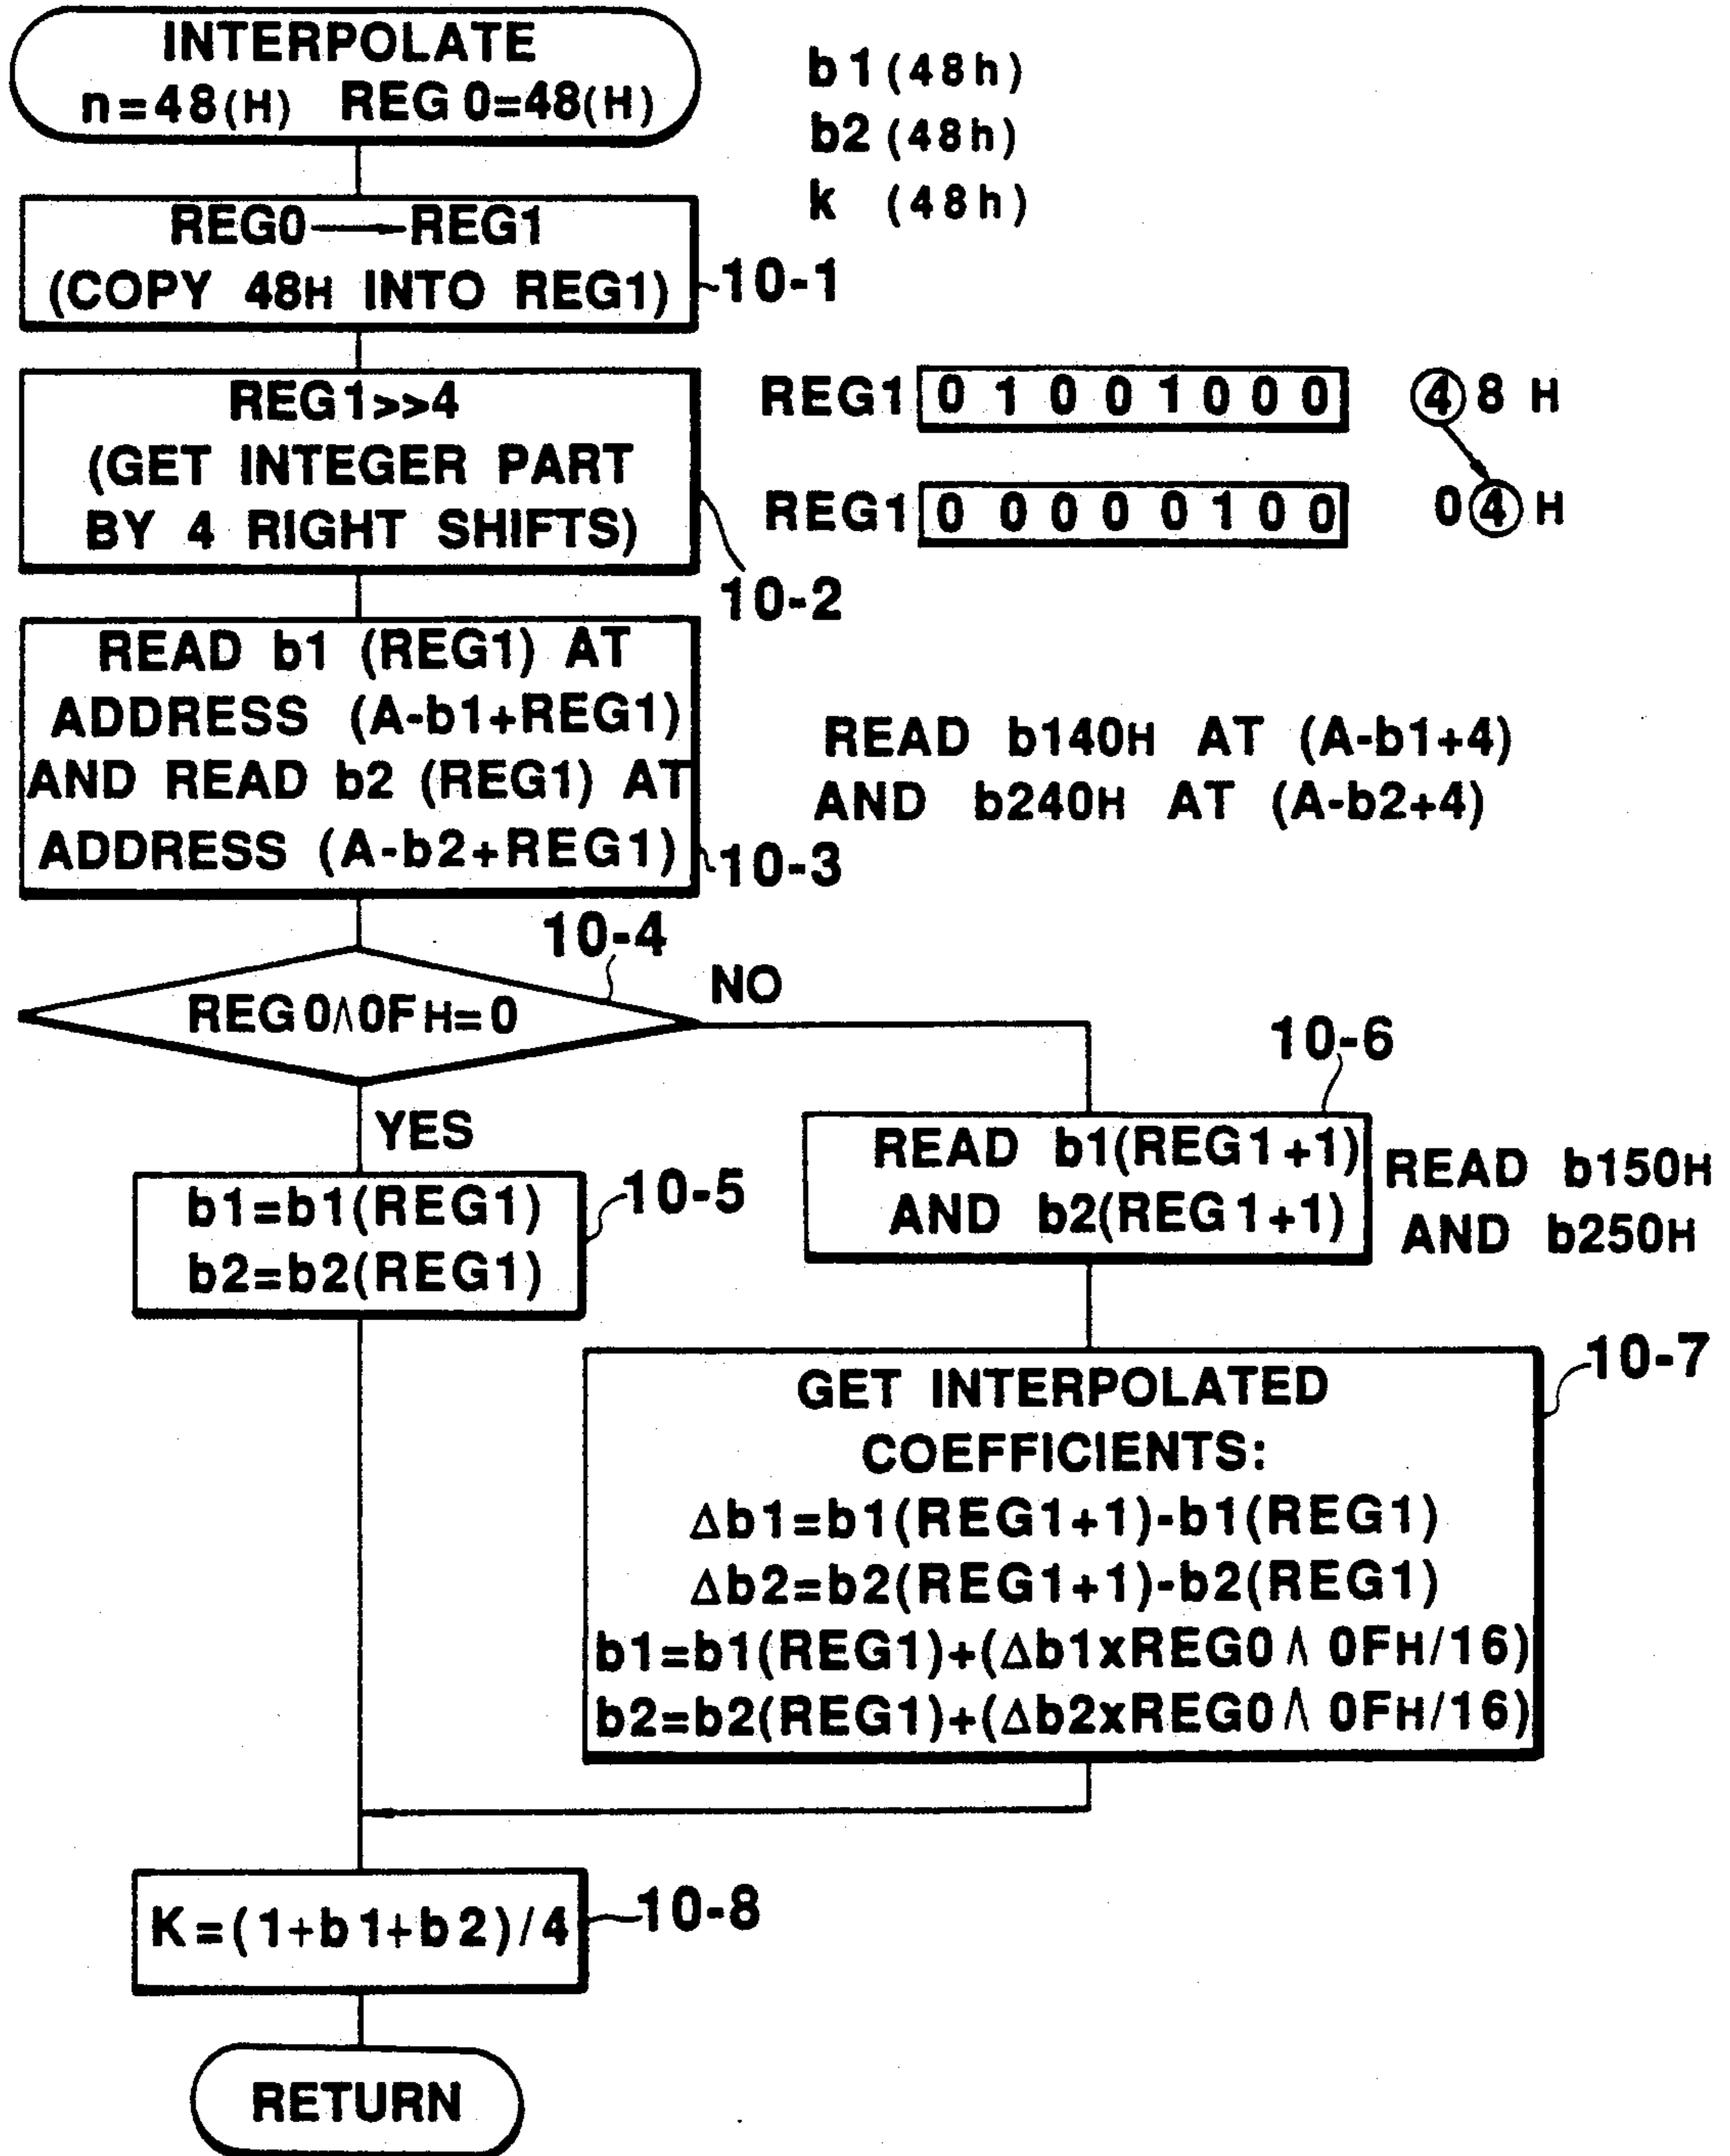 INTERPOLATE
n=48(H) REG 0=48(H)
b1(48h)
b2(48h)
k (48h)
REG0→REG1
(COPY 48H INTO REG1)
10-1
REG1>>4
(GET INTEGER PART
BY 4 RIGHT SHIFTS)
10-2
REG1 0 1 0 0 1 0 0 0 4 8 H
REG1 0 0 0 0 0 1 0 0 0 4 H
READ b1 (REG1) AT
ADDRESS (A-b1+REG1)
AND READ b2 (REG1) AT
ADDRESS (A-b2+REG1)
10-3
READ b140H AT (A-b1+4)
AND b240H AT (A-b2+4)
10-4
REG0∧0FH=0
NO
YES
b1=b1(REG1)
b2=b2(REG1)
10-5
10-6
READ b1(REG1+1)
AND b2(REG1+1)
READ b150H
AND b250H
10-7
GET INTERPOLATED
COEFFICIENTS:
Δb1=b1(REG1+1)-b1(REG1)
Δb2=b2(REG1+1)-b2(REG1)
b1=b1(REG1)+(Δb1xREG0∧ 0FH/16)
b2=b2(REG1)+(Δb2xREG0∧ 0FH/16)
K=(1+b1+b2)/4
10-8
RETURN